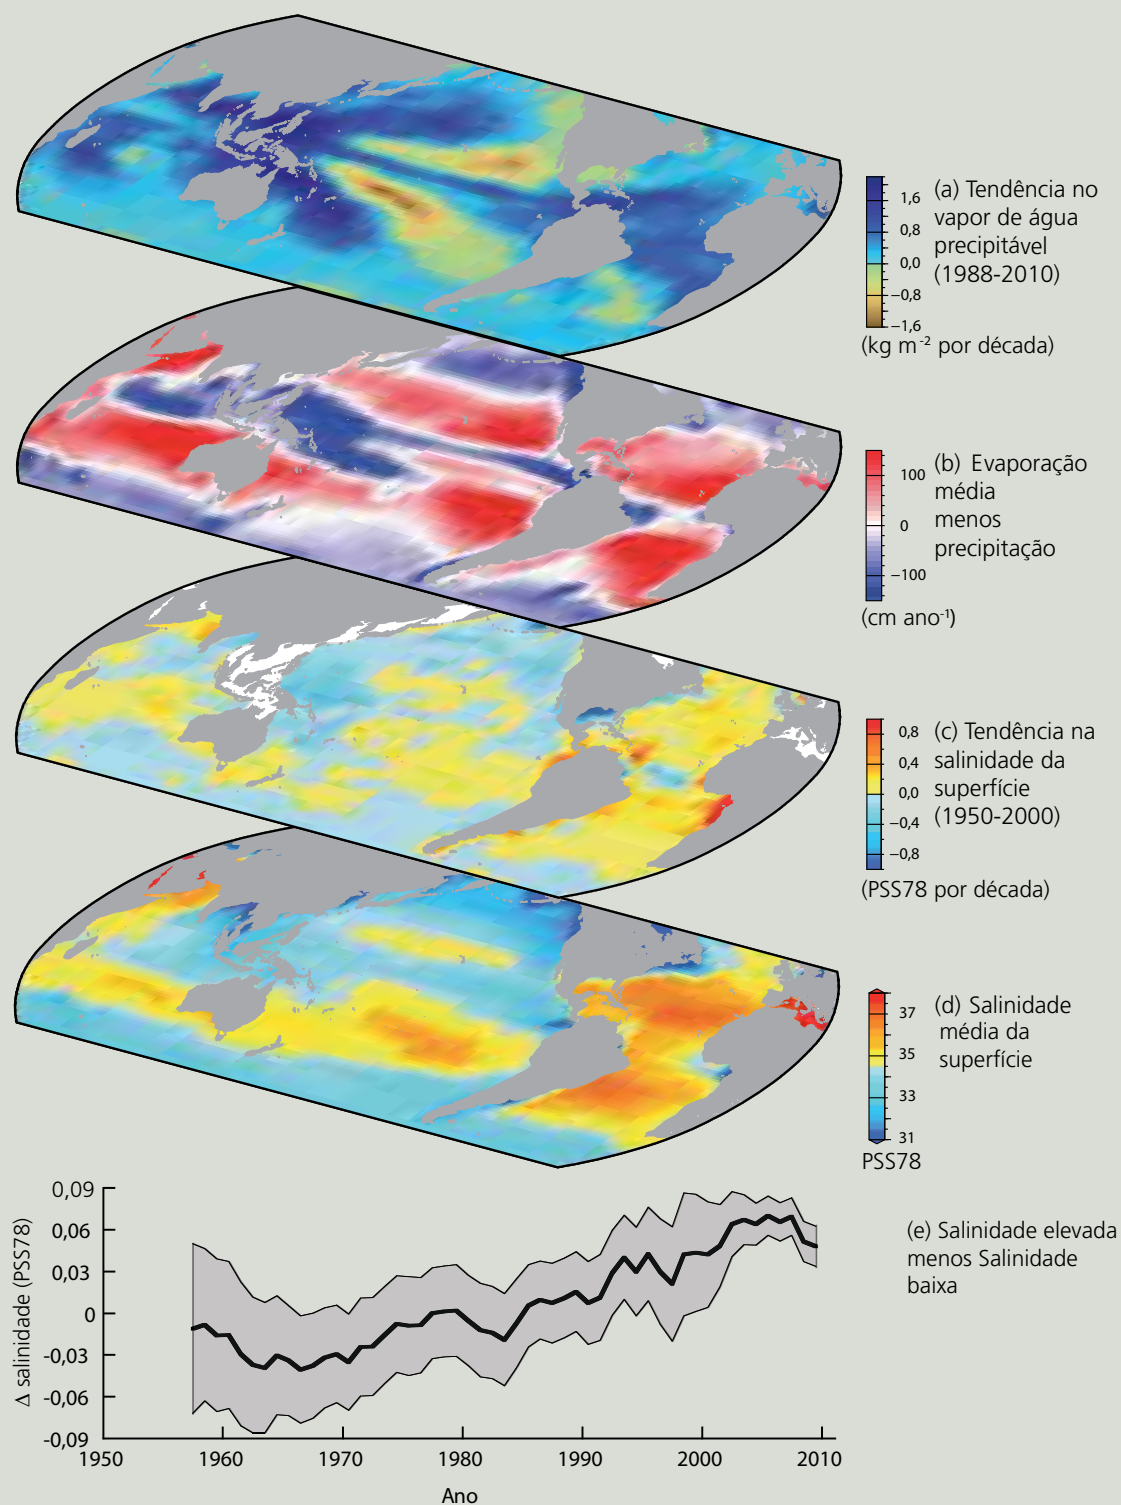 1,6
0,8
0,0
−0,8
−1,6
(kg m⁻² por década)
(a) Tendência no
vapor de água
precipitável
(1988-2010)
100
0
−100
(cm ano⁻¹)
(b) Evaporação
média
menos
precipitação
0,8
0,4
0,0
−0,4
−0,8
(PSS78 por década)
(c) Tendência na
salinidade da
superfície
(1950-2000)
37
35
33
31
PSS78
(d) Salinidade
média da
superfície
0,09
0,06
0,03
0
-0,03
-0,06
-0,09
Δ salinidade (PSS78)
1950 1960 1970 1980 1990 2000 2010
Ano
(e) Salinidade elevada
menos Salinidade
baixa